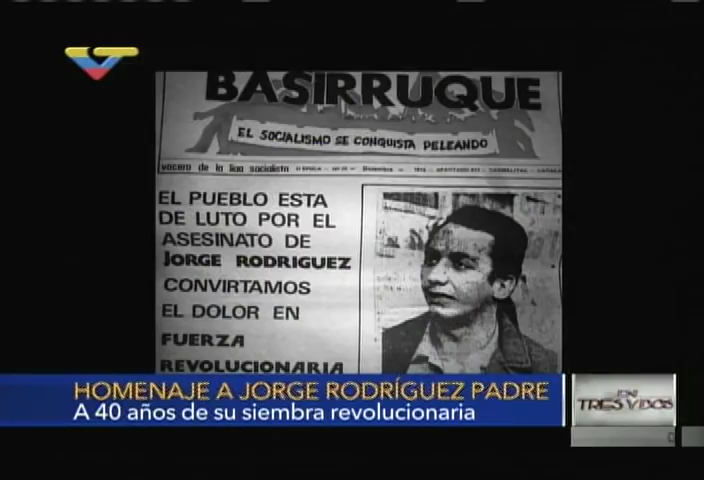 BASIRRUQUE
EL SOCIALISMO SE CONQUISTA PELEANDO
vocero de la liga socialista
EL PUEBLO ESTA
DE LUTO POR EL
ASESINATO DE
JORGE RODRIGUEZ
CONVIRTAMOS
EL DOLOR EN
FUERZA
REVOLUCIONARIA
HOMENAJE A JORGE RODRÍGUEZ PADRE
A 40 años de su siembra revolucionaria
EN
TRES Y DOS